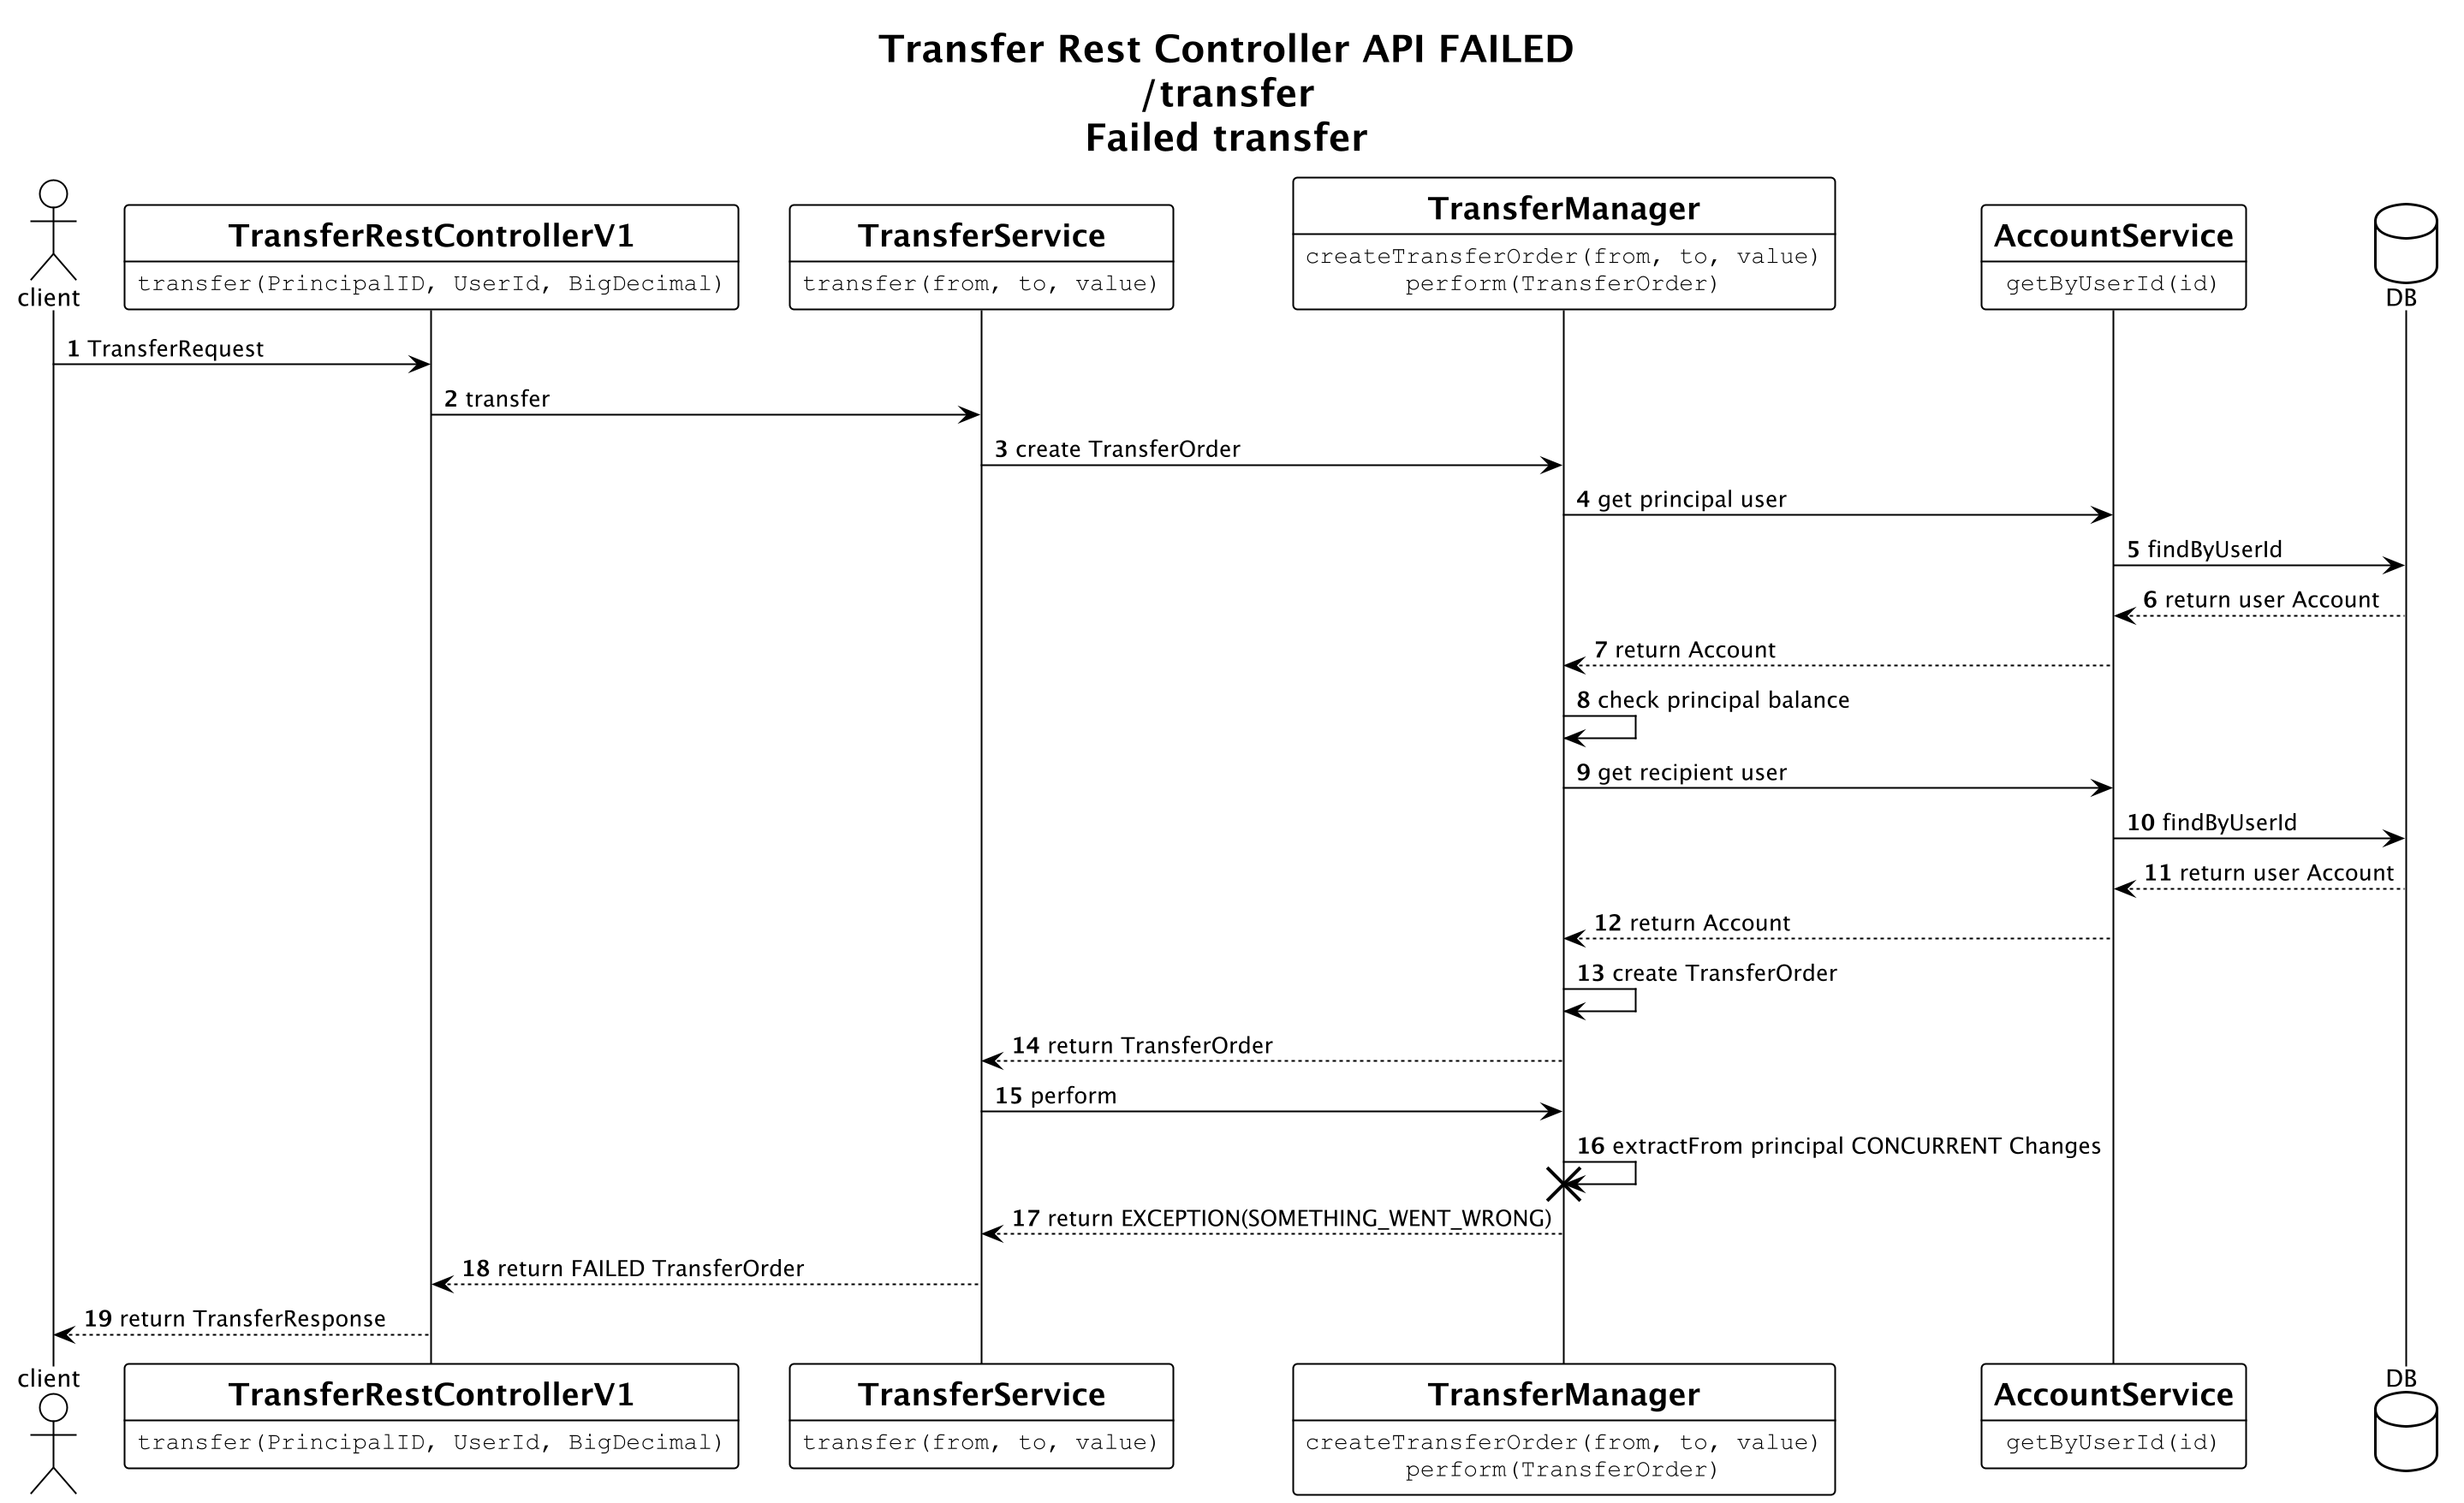 Transfer Rest Controller API FAILED
/transfer
Failed transfer
client
TransferRestControllerV1
transfer(PrincipalID, UserId, BigDecimal)
TransferService
transfer(from, to, value)
TransferManager
createTransferOrder(from, to, value)
perform(TransferOrder)
AccountService
getByUserId(id)
DB
1 TransferRequest
2 transfer
3 create TransferOrder
4 get principal user
5 findByUserId
6 return user Account
7 return Account
8 check principal balance
9 get recipient user
10 findByUserId
11 return user Account
12 return Account
13 create TransferOrder
14 return TransferOrder
15 perform
16 extractFrom principal CONCURRENT Changes
17 return EXCEPTION(SOMETHING_WENT_WRONG)
18 return FAILED TransferOrder
19 return TransferResponse
client
TransferRestControllerV1
transfer(PrincipalID, UserId, BigDecimal)
TransferService
transfer(from, to, value)
TransferManager
createTransferOrder(from, to, value)
perform(TransferOrder)
AccountService
getByUserId(id)
DB